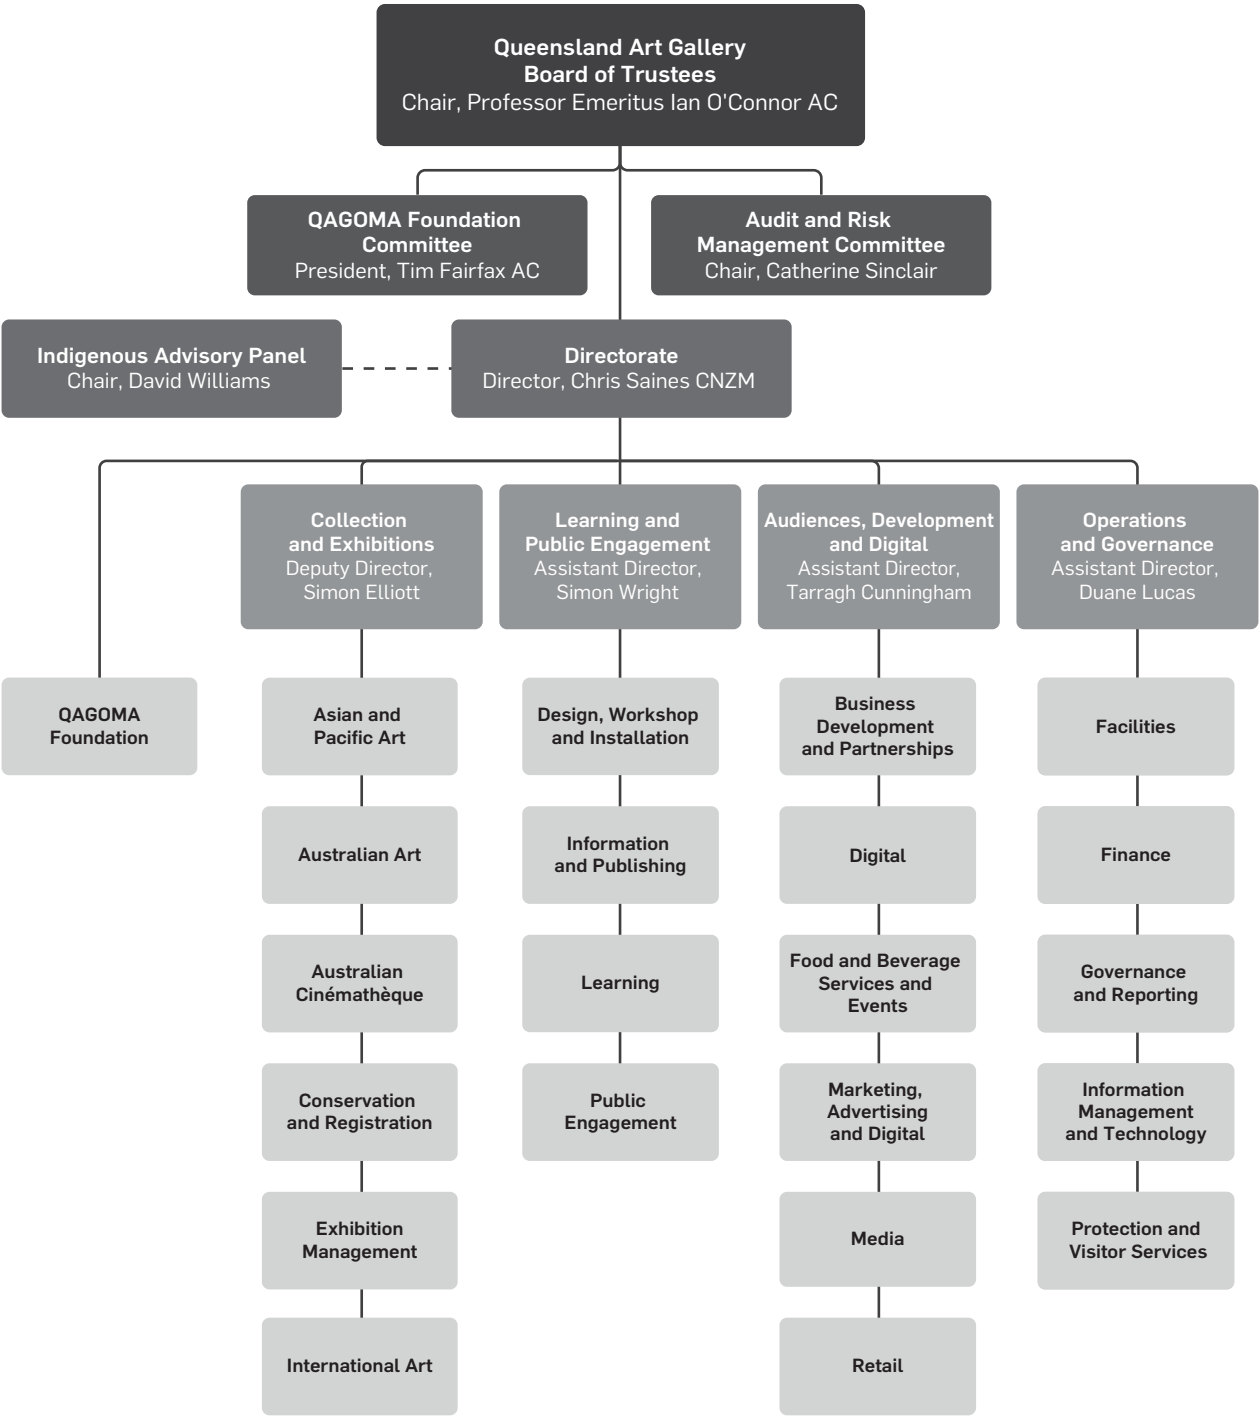 Queensland Art Gallery
Board of Trustees
Chair, Professor Emeritus Ian O'Connor AC
QAGOMA Foundation
Committee
President, Tim Fairfax AC
Audit and Risk
Management Committee
Chair, Catherine Sinclair
Indigenous Advisory Panel
Chair, David Williams
Directorate
Director, Chris Saines CNZM
Collection
and Exhibitions
Deputy Director,
Simon Elliott
Learning and
Public Engagement
Assistant Director,
Simon Wright
Audiences, Development
and Digital
Assistant Director,
Tarragh Cunningham
Operations
and Governance
Assistant Director,
Duane Lucas
QAGOMA
Foundation
Asian and
Pacific Art
Design, Workshop
and Installation
Business
Development
and Partnerships
Facilities
Australian Art
Information
and Publishing
Digital
Finance
Australian
Cinémathèque
Learning
Food and Beverage
Services and
Events
Governance
and Reporting
Conservation
and Registration
Public
Engagement
Marketing,
Advertising
and Digital
Information
Management
and Technology
Exhibition
Management
Media
Protection and
Visitor Services
International Art
Retail